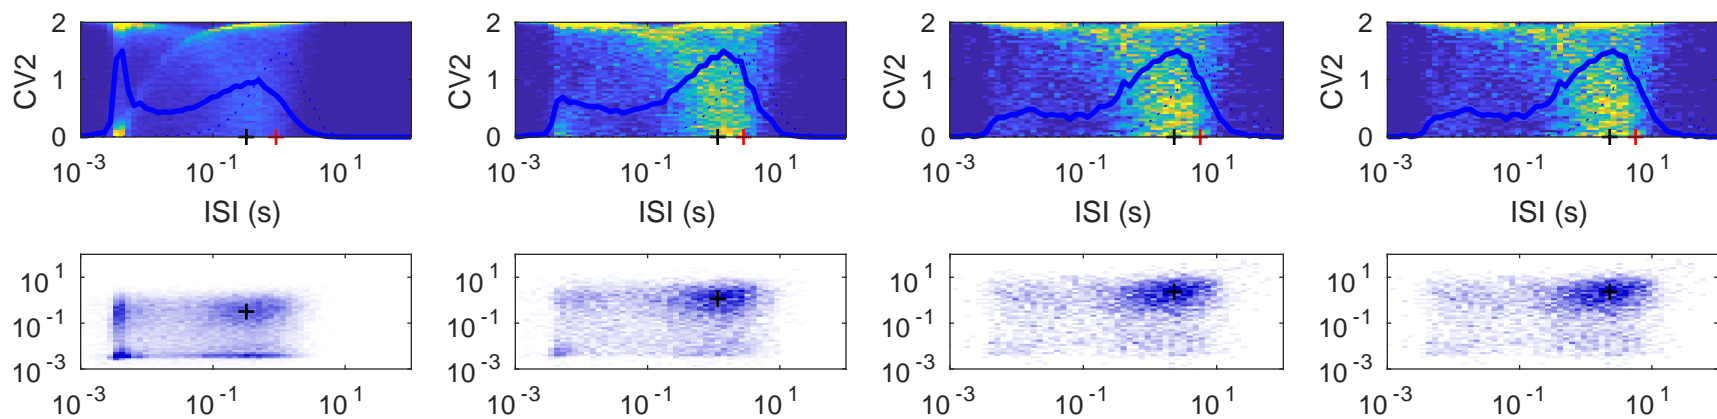 2 2 2 2
CV2 CV2 CV2 CV2
1 1 1 1
0 0 0 0
10^-3 10^-1 10^1 10^-3 10^-1 10^1 10^-3 10^-1 10^1 10^-3 10^-1 10^1
ISI (s) ISI (s) ISI (s) ISI (s)
10^1 10^1 10^1 10^1
10^-1 10^-1 10^-1 10^-1
10^-3 10^-3 10^-3 10^-3
10^-3 10^-1 10^1 10^-3 10^-1 10^1 10^-3 10^-1 10^1 10^-3 10^-1 10^1